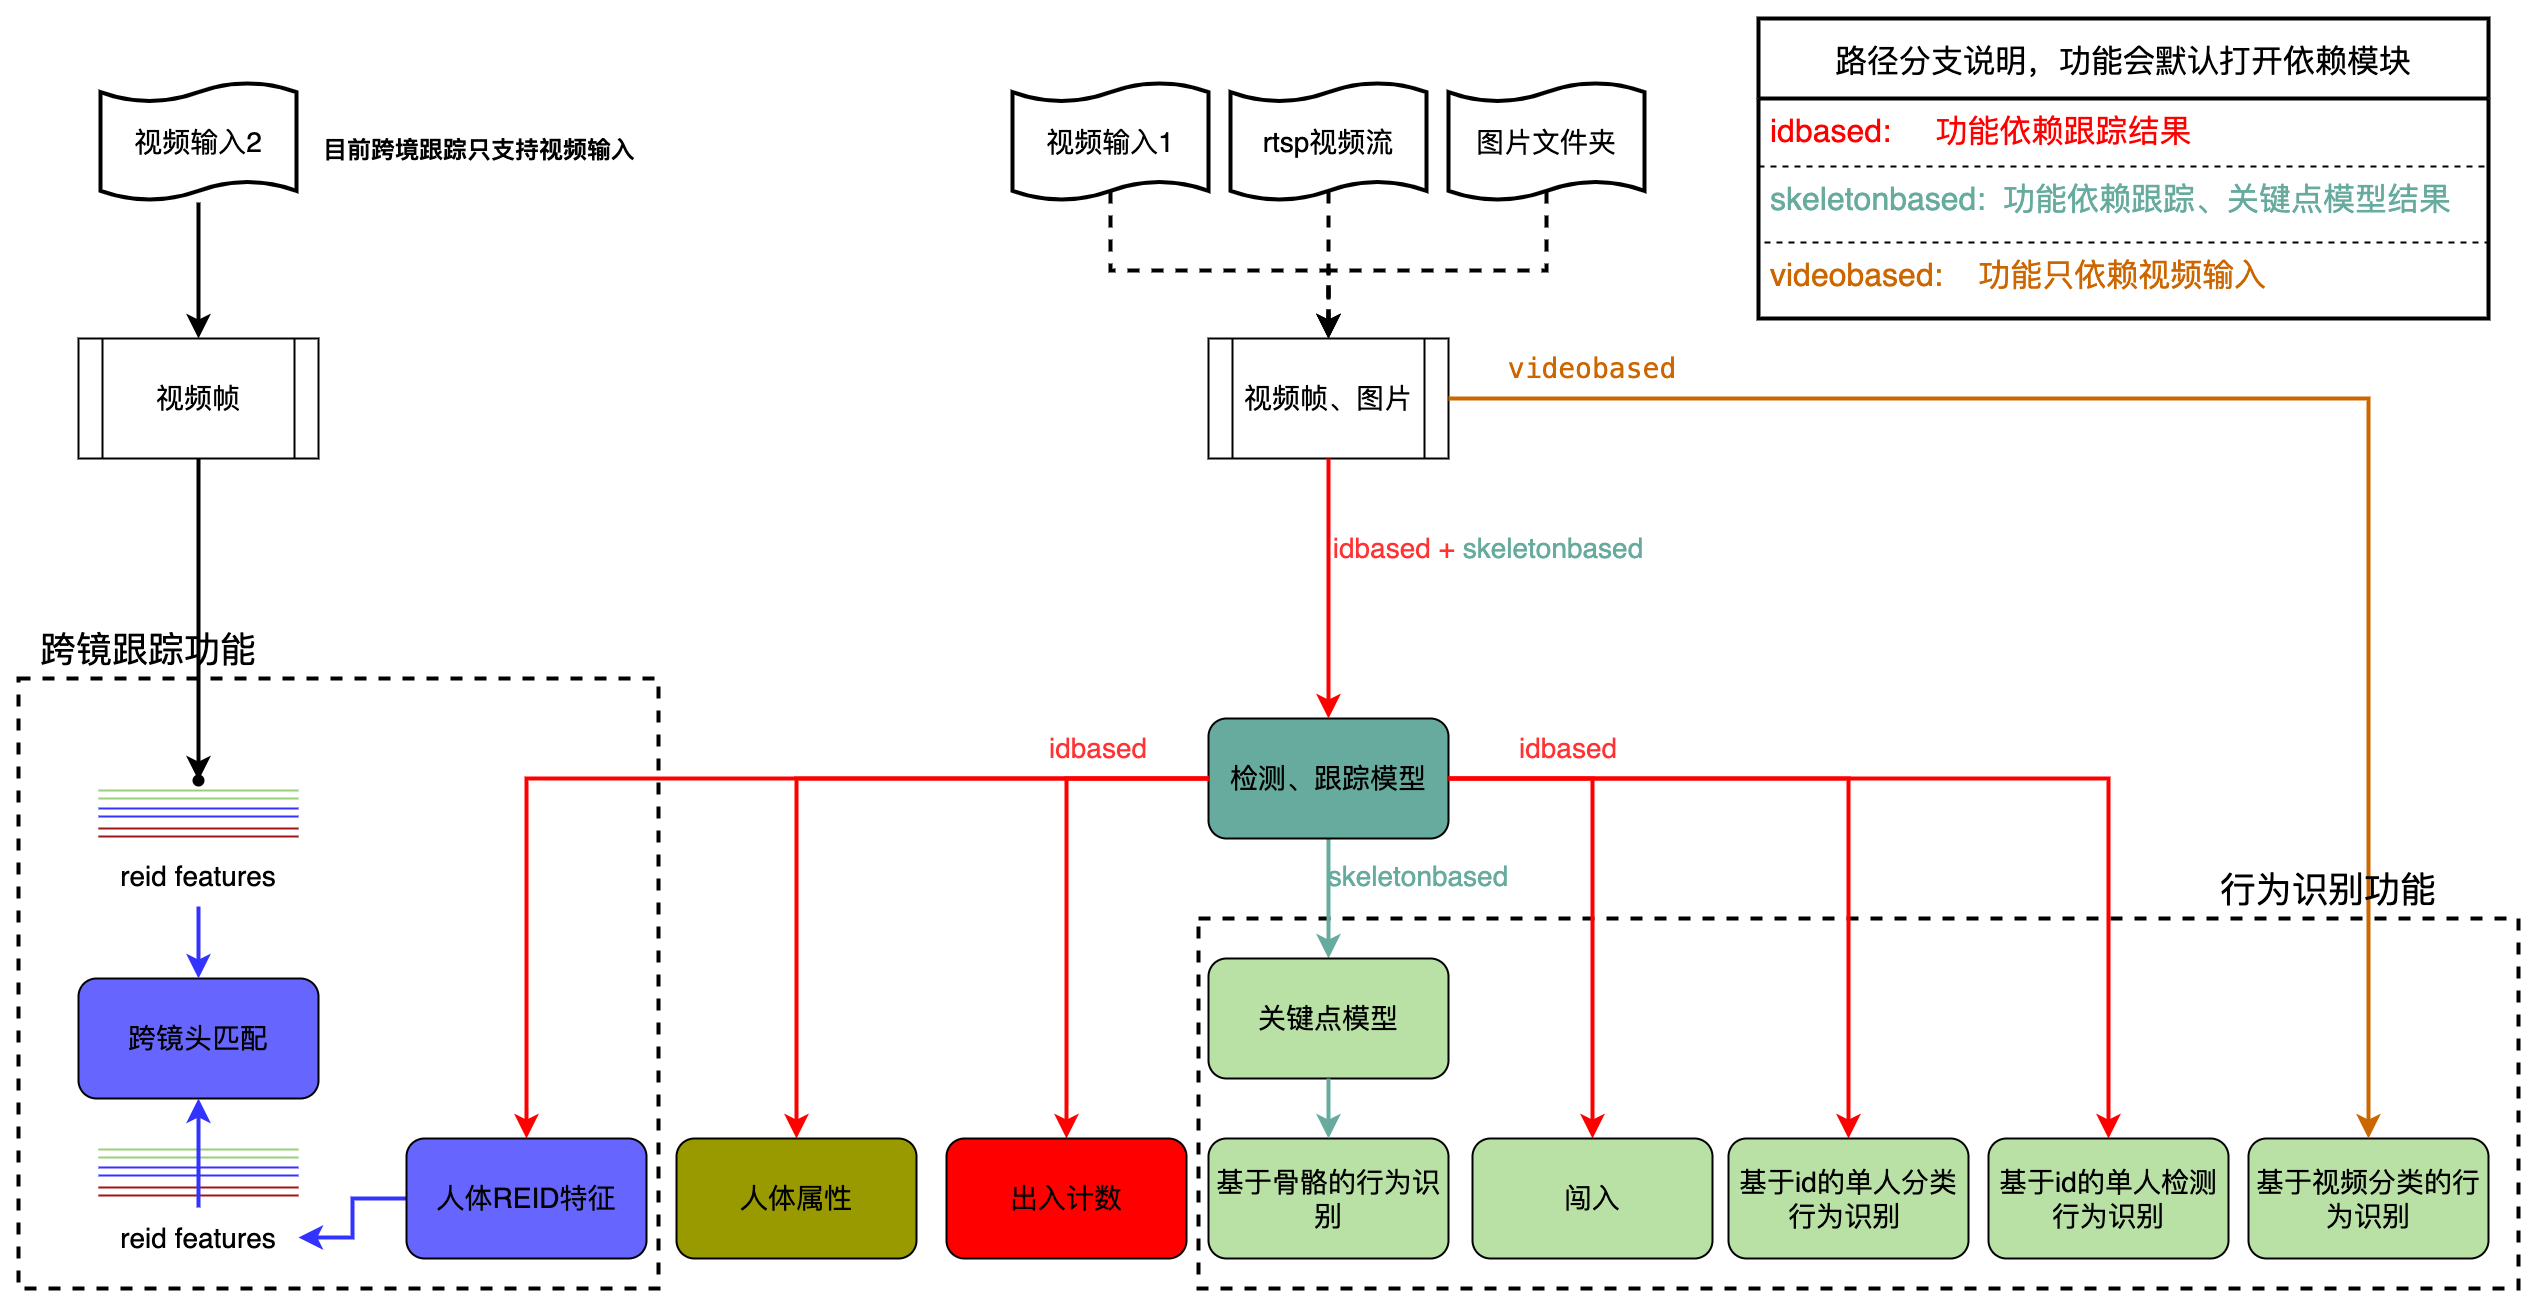 路径分支说明，功能会默认打开依赖模块
idbased: 功能依赖跟踪结果
skeletonbased: 功能依赖跟踪、关键点模型结果
videobased: 功能只依赖视频输入
视频输入2
目前跨境跟踪只支持视频输入
视频输入1
rtsp视频流
图片文件夹
视频帧
视频帧、图片
videobased
idbased + skeletonbased
跨镜跟踪功能
idbased
检测、跟踪模型
idbased
reid features
skeletonbased
行为识别功能
跨镜头匹配
关键点模型
reid features
人体REID特征
人体属性
出入计数
基于骨骼的行为识
别
闯入
基于id的单人分类
行为识别
基于id的单人检测
行为识别
基于视频分类的行
为识别